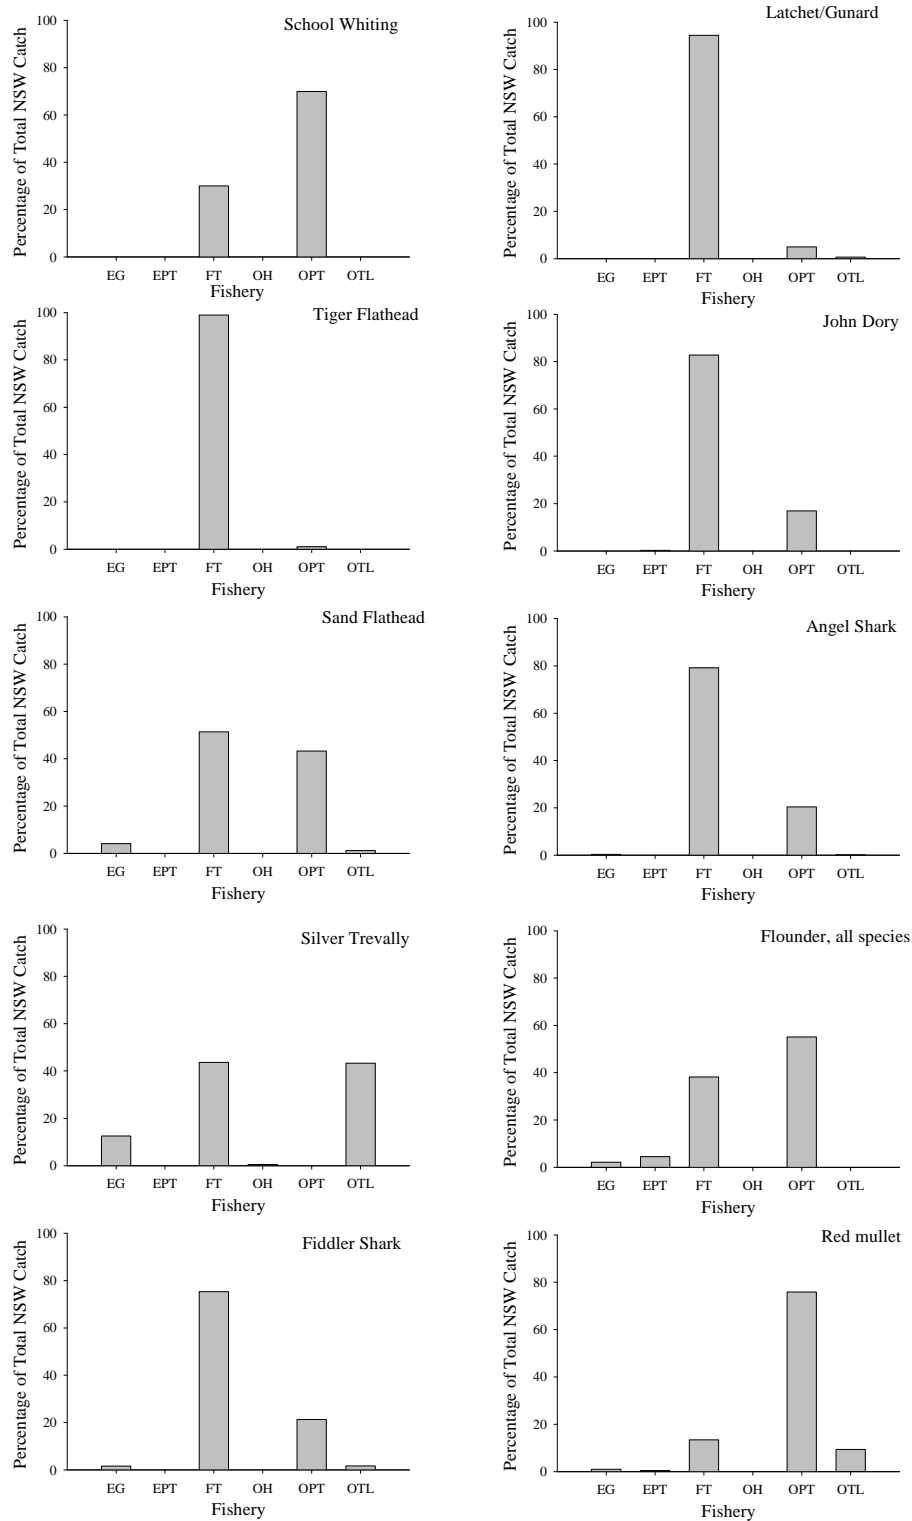 School Whiting
Percentage of Total NSW Catch
100
80
60
40
20
0
EG EPT FT OH OPT OTL
Fishery
Latchet/Gunard
Percentage of Total NSW Catch
100
80
60
40
20
0
EG EPT FT OH OPT OTL
Fishery
Tiger Flathead
Percentage of Total NSW Catch
100
80
60
40
20
0
EG EPT FT OH OPT OTL
Fishery
John Dory
Percentage of Total NSW Catch
100
80
60
40
20
0
EG EPT FT OH OPT OTL
Fishery
Sand Flathead
Percentage of Total NSW Catch
100
80
60
40
20
0
EG EPT FT OH OPT OTL
Fishery
Angel Shark
Percentage of Total NSW Catch
100
80
60
40
20
0
EG EPT FT OH OPT OTL
Fishery
Silver Trevally
Percentage of Total NSW Catch
100
80
60
40
20
0
EG EPT FT OH OPT OTL
Fishery
Flounder, all species
Percentage of Total NSW Catch
100
80
60
40
20
0
EG EPT FT OH OPT OTL
Fishery
Fiddler Shark
Percentage of Total NSW Catch
100
80
60
40
20
0
EG EPT FT OH OPT OTL
Fishery
Red mullet
Percentage of Total NSW Catch
100
80
60
40
20
0
EG EPT FT OH OPT OTL
Fishery